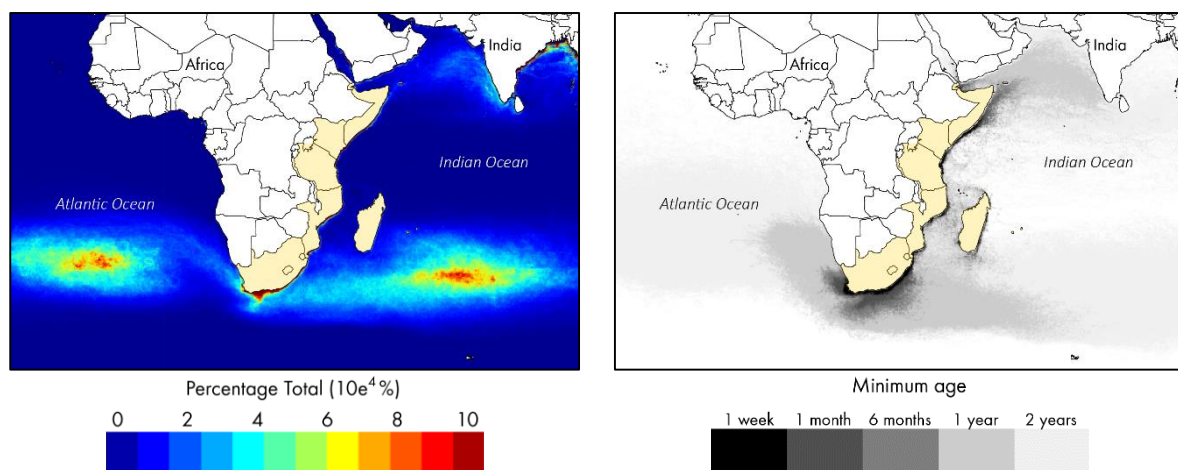 Africa
India
Indian Ocean
Atlantic Ocean
Percentage Total (10e⁴ %)
0 2 4 6 8 10
Africa
India
Indian Ocean
Atlantic Ocean
Minimum age
1 week 1 month 6 months 1 year 2 years